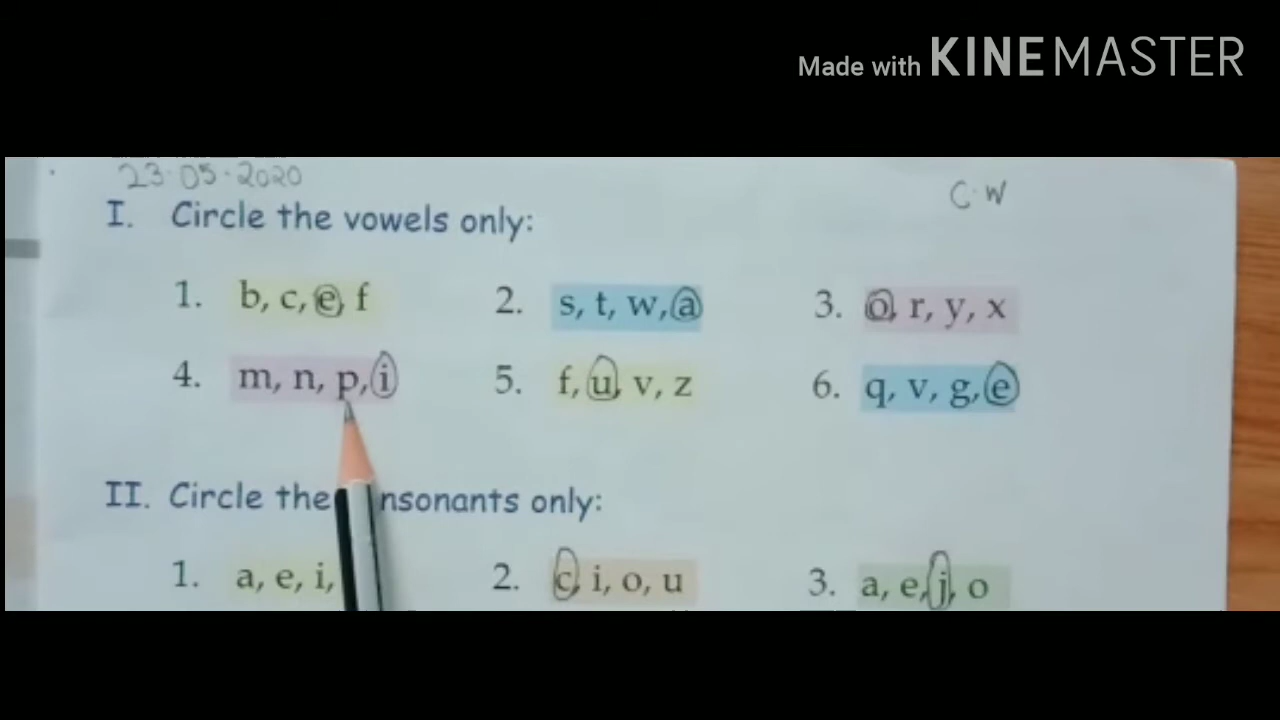 Made with KINEMASTER
23.05.2020
C.W
I. Circle the vowels only:
1. b, c, e, f 2. s, t, w, a 3. o, r, y, x
4. m, n, p, i 5. f, u, v, z 6. q, v, g, e
II. Circle the nsonants only:
1. a, e, i, 2. c, i, o, u 3. a, e, j, o